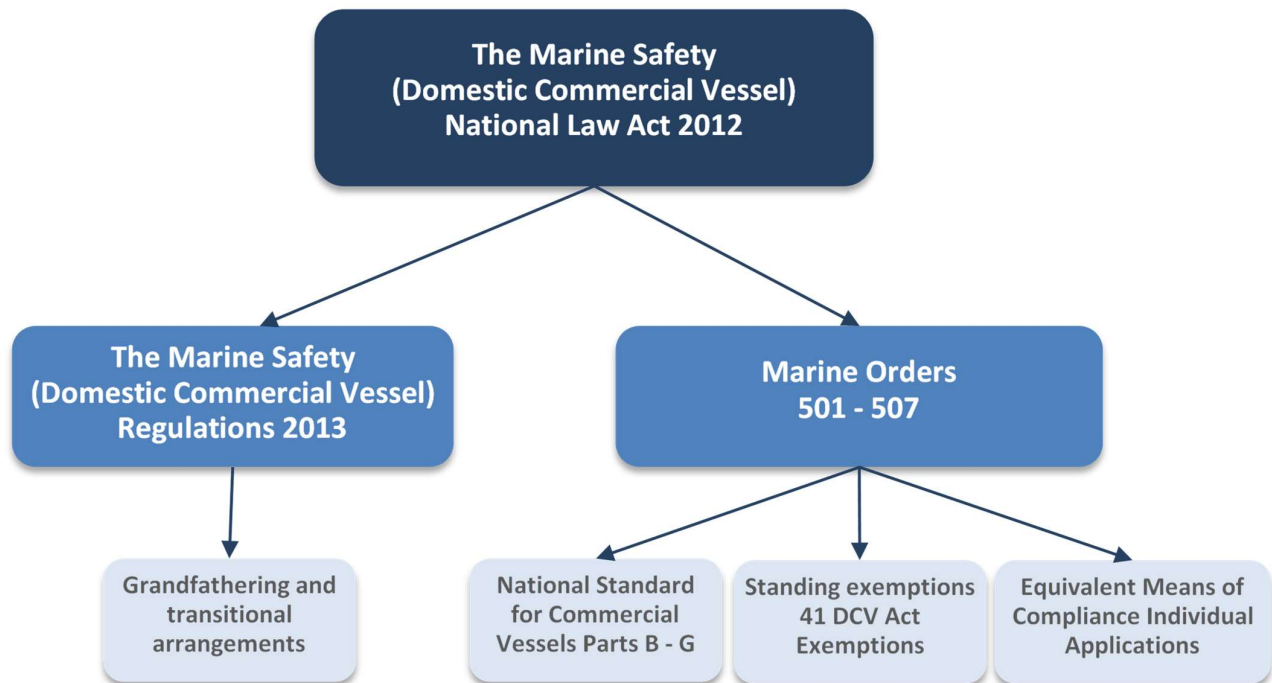 The Marine Safety
(Domestic Commercial Vessel)
National Law Act 2012
The Marine Safety
(Domestic Commercial Vessel)
Regulations 2013
Marine Orders
501 - 507
Grandfathering and
transitional
arrangements
National Standard
for Commercial
Vessels Parts B - G
Standing exemptions
41 DCV Act
Exemptions
Equivalent Means of
Compliance Individual
Applications